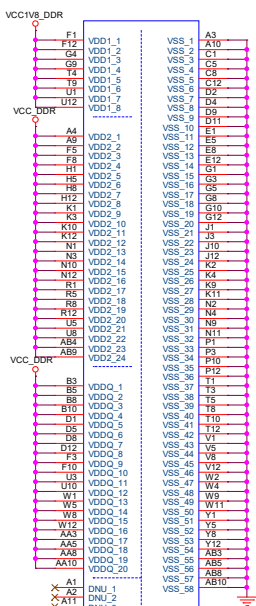 VCC1V8_DDR
F1
F12
G4
G9
T4
T9
U1
U12
VCC_DDR
A4
A9
F5
F8
H1
H5
H8
H12
K1
K3
K10
K12
N1
N3
N10
N12
R1
R5
R8
R12
U5
U8
AB4
AB9
VCC_DDR
B3
B5
B8
B10
D1
D5
D8
D12
F3
F10
U3
U10
W1
W5
W8
W12
AA3
AA5
AA8
AA10
A1
A2
A11
VDD1_1
VDD1_2
VDD1_3
VDD1_4
VDD1_5
VDD1_6
VDD1_7
VDD1_8
VDD2_1
VDD2_2
VDD2_3
VDD2_4
VDD2_5
VDD2_6
VDD2_7
VDD2_8
VDD2_9
VDD2_10
VDD2_11
VDD2_12
VDD2_13
VDD2_14
VDD2_15
VDD2_16
VDD2_17
VDD2_18
VDD2_19
VDD2_20
VDD2_21
VDD2_22
VDD2_23
VDD2_24
VDDQ_1
VDDQ_2
VDDQ_3
VDDQ_4
VDDQ_5
VDDQ_6
VDDQ_7
VDDQ_8
VDDQ_9
VDDQ_10
VDDQ_11
VDDQ_12
VDDQ_13
VDDQ_14
VDDQ_15
VDDQ_16
VDDQ_17
VDDQ_18
VDDQ_19
VDDQ_20
DNU_1
DNU_2
VSS_1
VSS_2
VSS_3
VSS_4
VSS_5
VSS_6
VSS_7
VSS_8
VSS_9
VSS_10
VSS_11
VSS_12
VSS_13
VSS_14
VSS_15
VSS_16
VSS_17
VSS_18
VSS_19
VSS_20
VSS_21
VSS_22
VSS_23
VSS_24
VSS_25
VSS_26
VSS_27
VSS_28
VSS_29
VSS_30
VSS_31
VSS_32
VSS_33
VSS_34
VSS_35
VSS_36
VSS_37
VSS_38
VSS_39
VSS_40
VSS_41
VSS_42
VSS_43
VSS_44
VSS_45
VSS_46
VSS_47
VSS_48
VSS_49
VSS_50
VSS_51
VSS_52
VSS_53
VSS_54
VSS_55
VSS_56
VSS_57
VSS_58
A3
A10
C1
C5
C8
C12
D2
D4
D9
D11
E1
E5
E8
E12
G1
G3
G5
G8
G10
G12
J1
J3
J10
J12
K2
K4
K9
K11
N2
N4
N9
N11
P1
P3
P10
P12
T1
T3
T5
T8
T10
T12
V1
V5
V8
V12
W2
W4
W9
W11
Y1
Y5
Y8
Y12
AB3
AB5
AB8
AB10